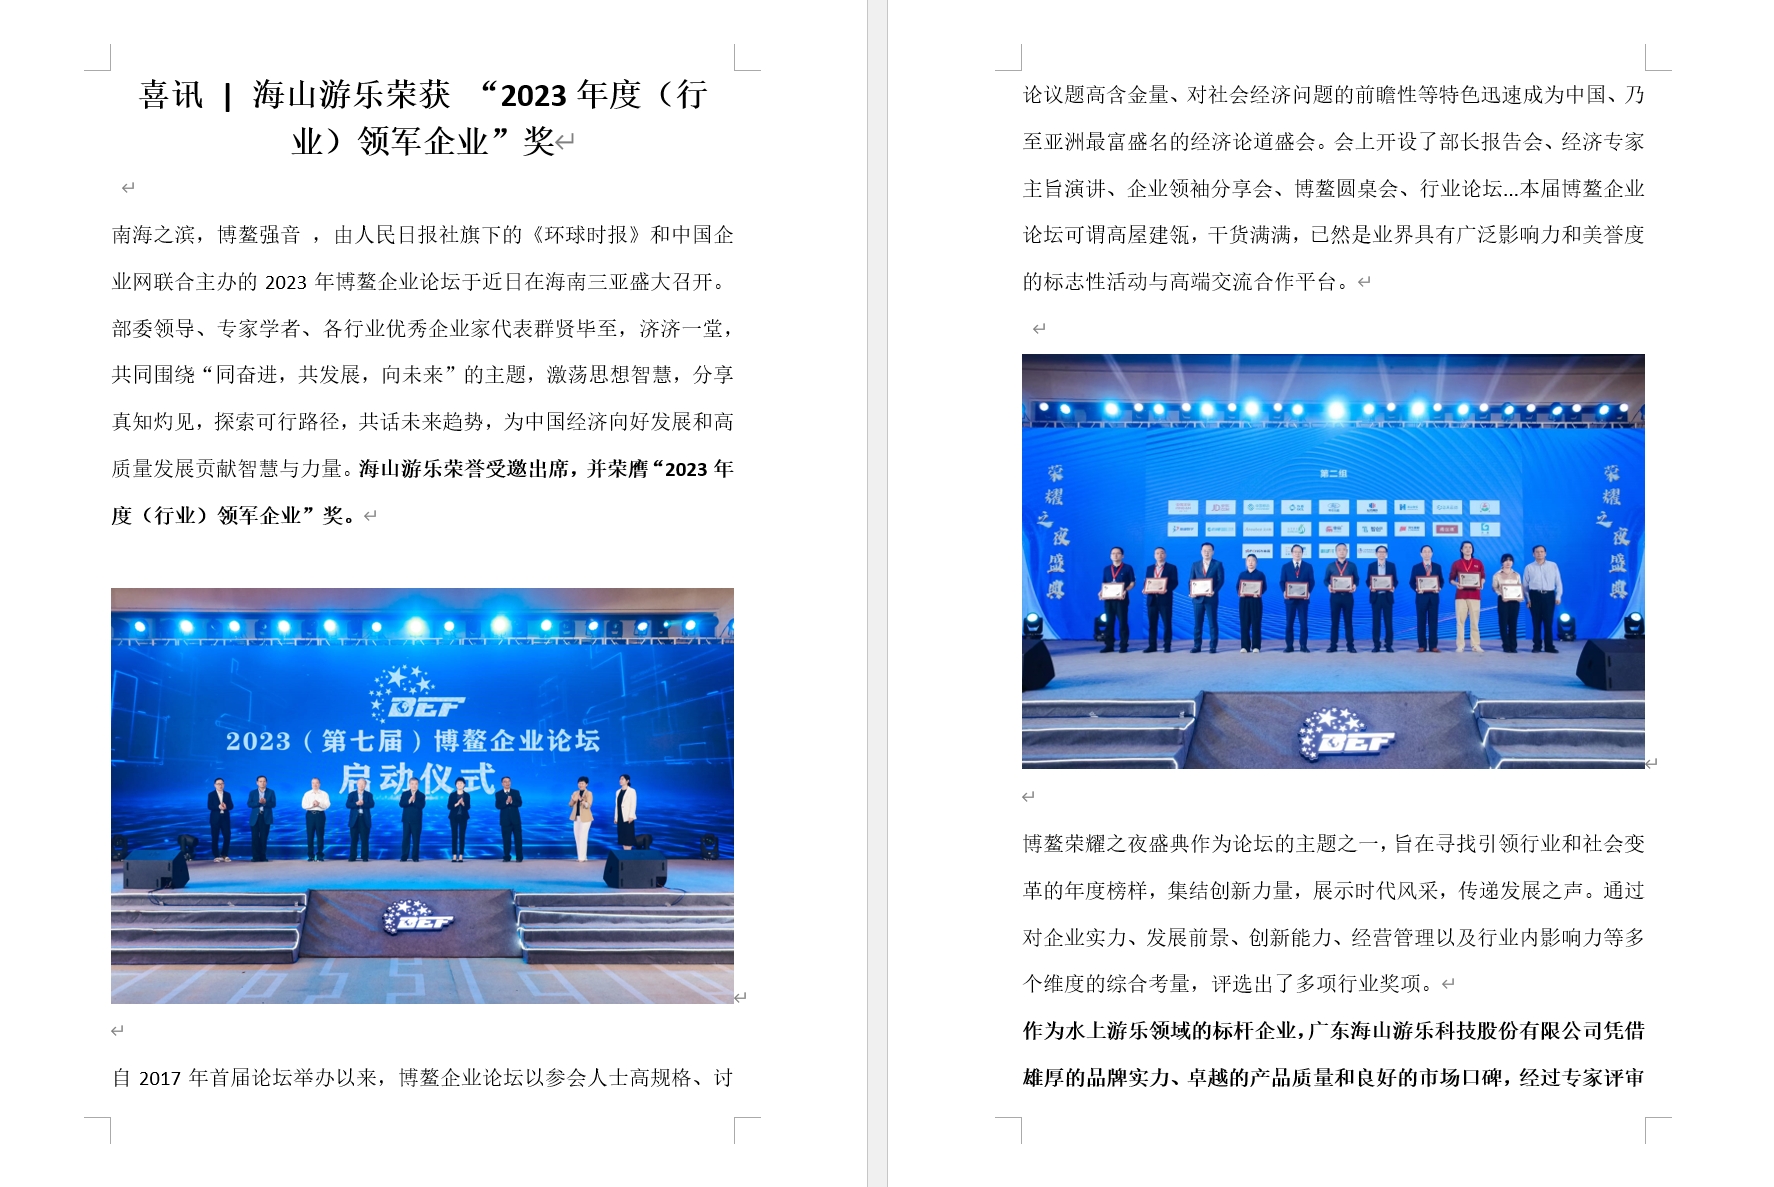 喜讯 | 海山游乐荣获 “2023 年度（行
业）领军企业”奖
南海之滨，博鳌强音 ，由人民日报社旗下的《环球时报》和中国企
业网联合主办的 2023 年博鳌企业论坛于近日在海南三亚盛大召开。
部委领导、专家学者、各行业优秀企业家代表群贤毕至，济济一堂，
共同围绕“同奋进，共发展，向未来”的主题，激荡思想智慧，分享
真知灼见，探索可行路径，共话未来趋势，为中国经济向好发展和高
质量发展贡献智慧与力量。海山游乐荣誉受邀出席，并荣膺“2023 年
度（行业）领军企业”奖。
BEF
2023（第七届）博鳌企业论坛
启动仪式
BEF
自 2017 年首届论坛举办以来，博鳌企业论坛以参会人士高规格、讨
论议题高含金量、对社会经济问题的前瞻性等特色迅速成为中国、乃
至亚洲最富盛名的经济论道盛会。会上开设了部长报告会、经济专家
主旨演讲、企业领袖分享会、博鳌圆桌会、行业论坛...本届博鳌企业
论坛可谓高屋建瓴，干货满满，已然是业界具有广泛影响力和美誉度
的标志性活动与高端交流合作平台。
第二组
荣耀之夜盛典
荣耀之夜盛典
BEF
博鳌荣耀之夜盛典作为论坛的主题之一，旨在寻找引领行业和社会变
革的年度榜样，集结创新力量，展示时代风采，传递发展之声。通过
对企业实力、发展前景、创新能力、经营管理以及行业内影响力等多
个维度的综合考量，评选出了多项行业奖项。
作为水上游乐领域的标杆企业，广东海山游乐科技股份有限公司凭借
雄厚的品牌实力、卓越的产品质量和良好的市场口碑，经过专家评审